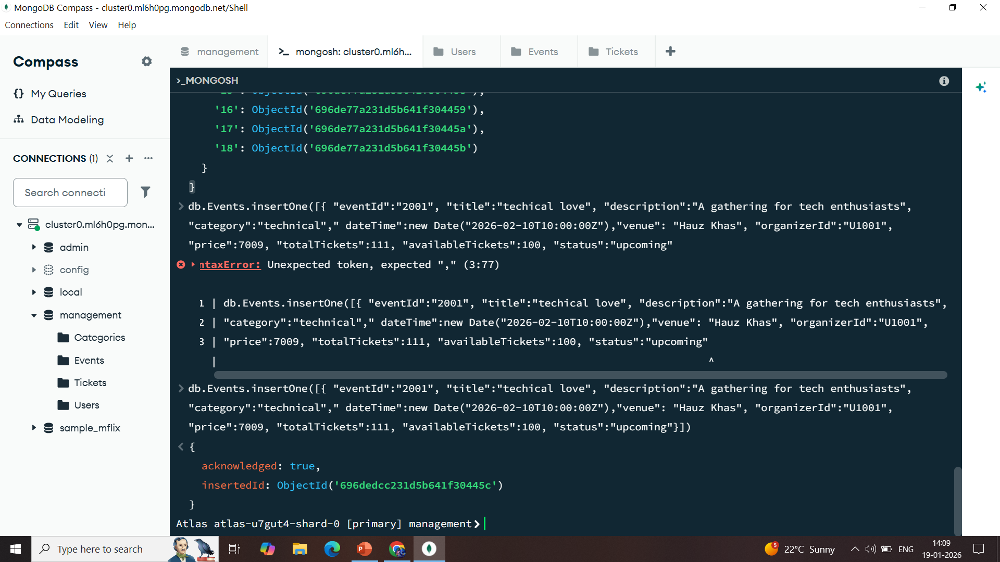 MongoDB Compass - cluster0.ml6h0pg.mongodb.net/Shell
Connections Edit View Help
Compass
My Queries
Data Modeling
CONNECTIONS (1)
Search connecti
cluster0.ml6h0pg.mon...
admin
config
local
management
Categories
Events
Tickets
Users
sample_mflix
management
>_ mongosh: cluster0.ml6h...
Users
Events
Tickets
>_MONGOSH
'16': ObjectId('696de77a231d5b641f304459'),
'17': ObjectId('696de77a231d5b641f30445a'),
'18': ObjectId('696de77a231d5b641f30445b')
}
}
db.Events.insertOne([{ "eventId":"2001", "title":"techical love", "description":"A gathering for tech enthusiasts",
"category":"technical"," dateTime":new Date("2026-02-10T10:00:00Z"),"venue": "Hauz Khas", "organizerId":"U1001",
"price":7009, "totalTickets":111, "availableTickets":100, "status":"upcoming"
ntaxError: Unexpected token, expected "," (3:77)
1 | db.Events.insertOne([{ "eventId":"2001", "title":"techical love", "description":"A gathering for tech enthusiasts",
2 | "category":"technical"," dateTime":new Date("2026-02-10T10:00:00Z"),"venue": "Hauz Khas", "organizerId":"U1001",
3 | "price":7009, "totalTickets":111, "availableTickets":100, "status":"upcoming"
| ^
db.Events.insertOne([{ "eventId":"2001", "title":"techical love", "description":"A gathering for tech enthusiasts",
"category":"technical"," dateTime":new Date("2026-02-10T10:00:00Z"),"venue": "Hauz Khas", "organizerId":"U1001",
"price":7009, "totalTickets":111, "availableTickets":100, "status":"upcoming"}])
{
acknowledged: true,
insertedId: ObjectId('696dedcc231d5b641f30445c')
}
Atlas atlas-u7gut4-shard-0 [primary] management>
Type here to search
5
22°C Sunny
ENG
14:09
19-01-2026